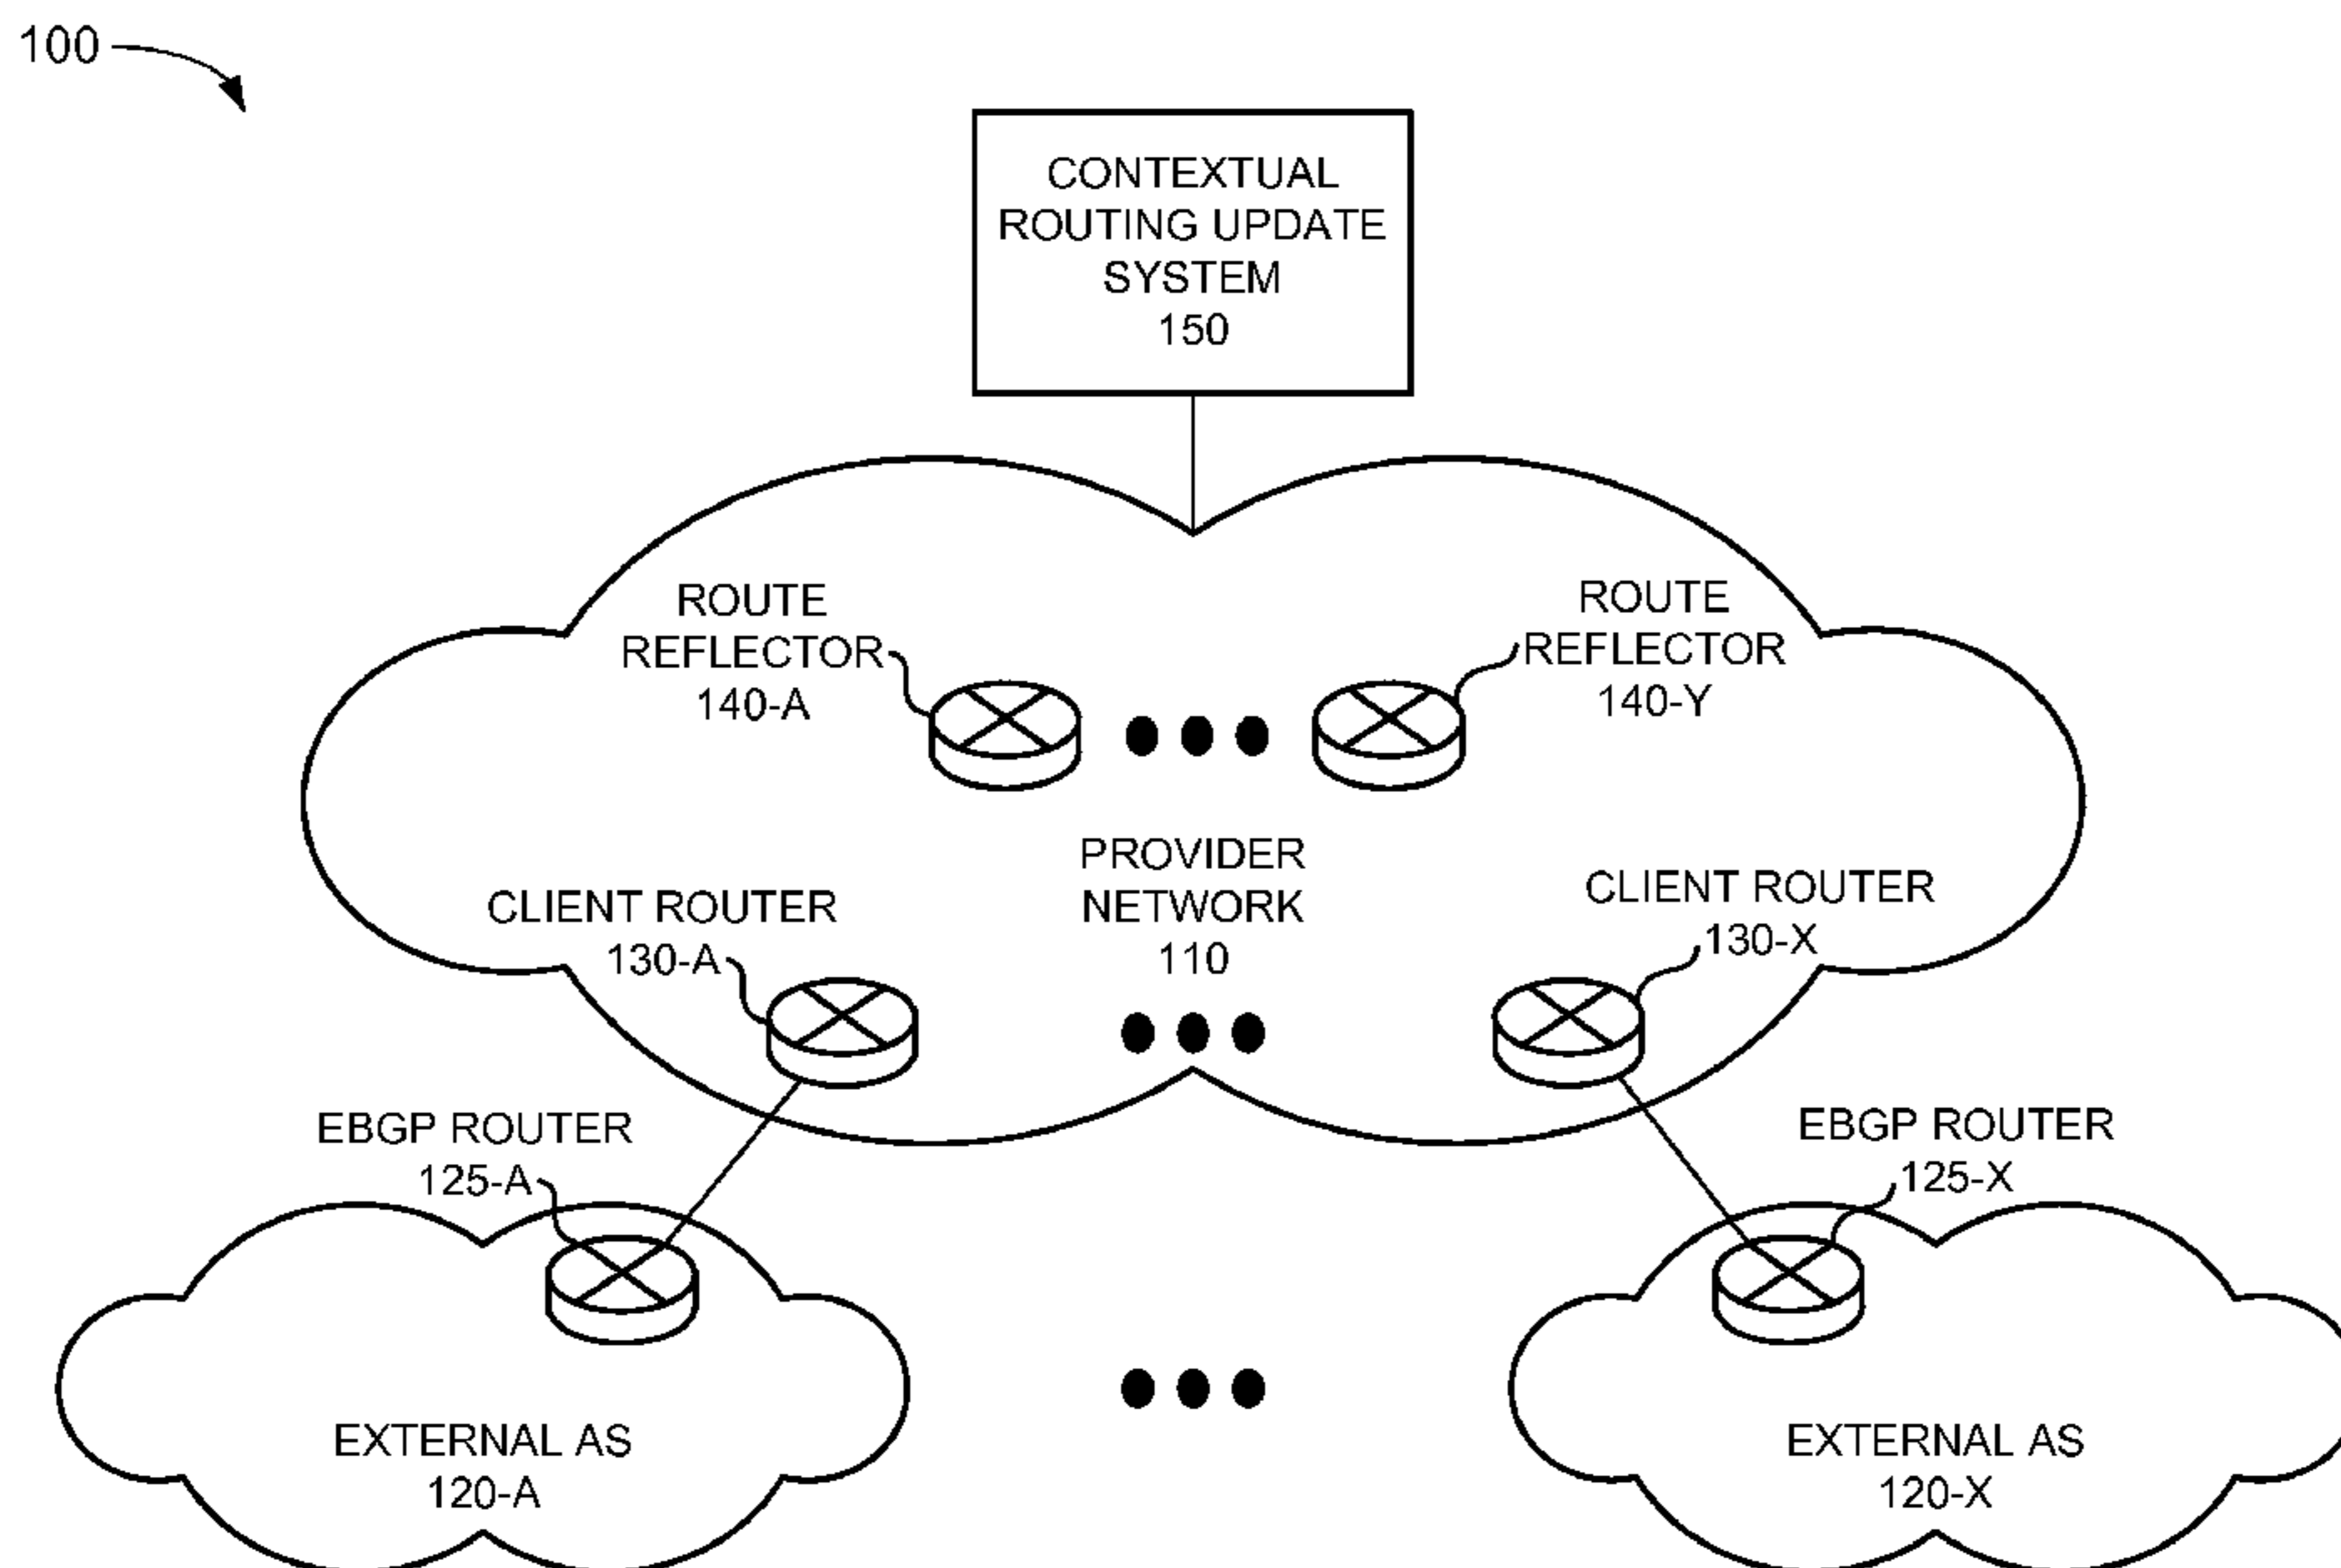 100
CONTEXTUAL
ROUTING UPDATE
SYSTEM
150
ROUTE
REFLECTOR
140-A
ROUTE
REFLECTOR
140-Y
PROVIDER
NETWORK
110
CLIENT ROUTER
130-A
CLIENT ROUTER
130-X
EBGP ROUTER
125-A
EBGP ROUTER
125-X
EXTERNAL AS
120-A
EXTERNAL AS
120-X